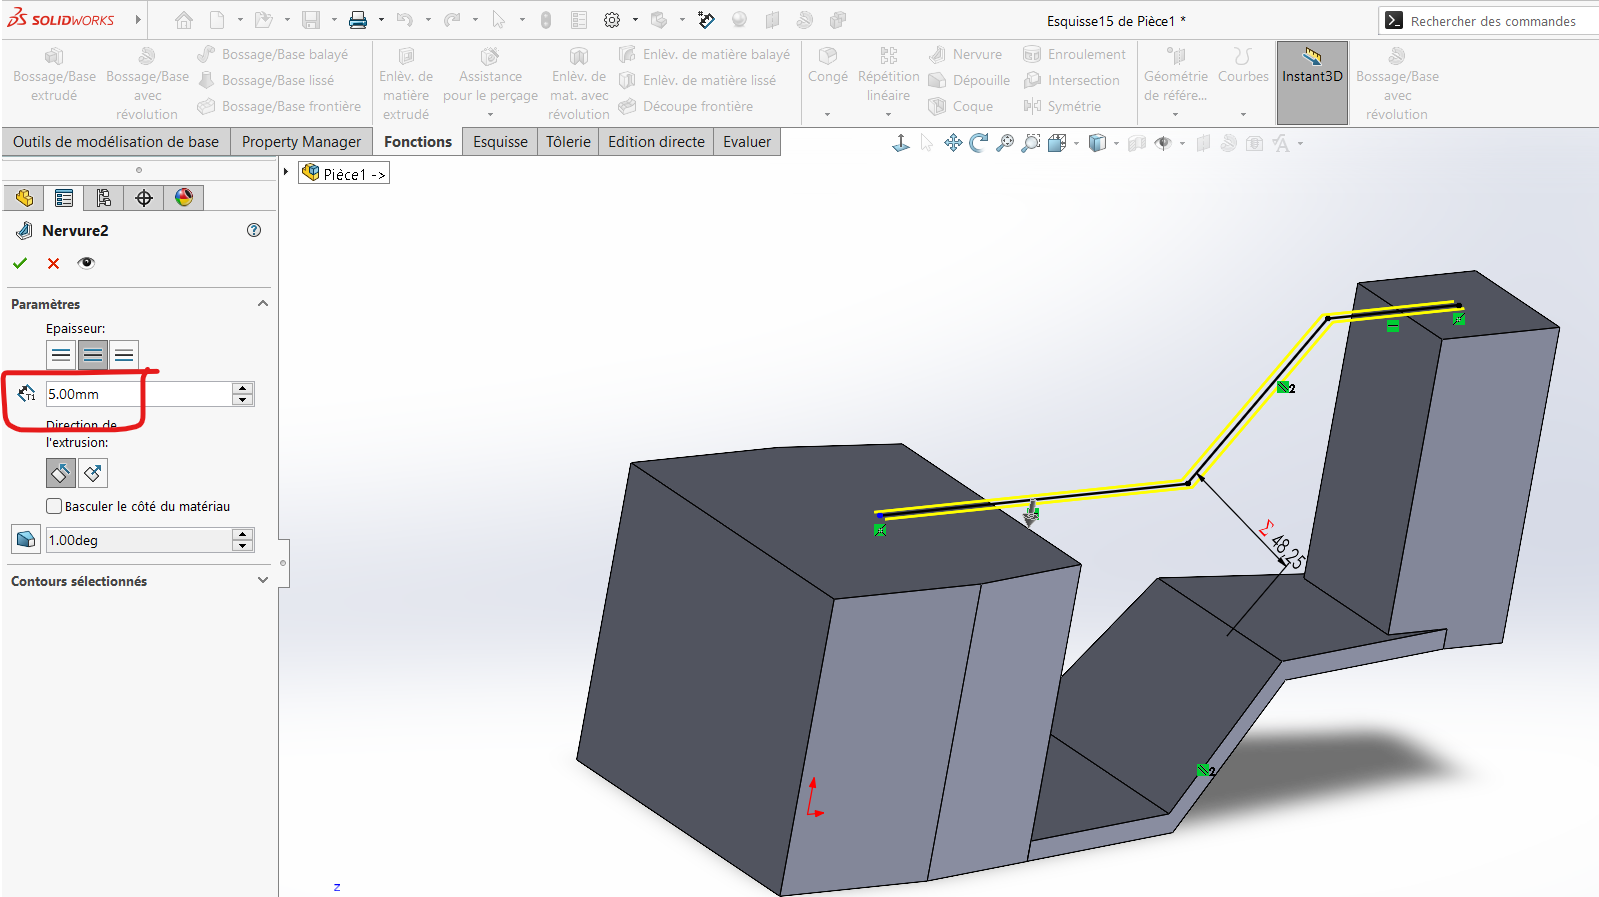 SOLIDWORKS
Esquisse15 de Pièce1 *
Rechercher des commandes
Bossage/Base extrudé
Bossage/Base avec révolution
Bossage/Base balayé
Bossage/Base lissé
Bossage/Base frontière
Enlèv. de matière extrudé
Assistance pour le perçage
Enlèv. de mat. avec révolution
Enlèv. de matière balayé
Enlèv. de matière lissé
Découpe frontière
Congé
Répétition linéaire
Nervure
Dépouille
Coque
Enroulement
Intersection
Symétrie
Géométrie de référe...
Courbes
Instant3D
Bossage/Base avec révolution
Outils de modélisation de base
Property Manager
Fonctions
Esquisse
Tôlerie
Edition directe
Evaluer
Pièce1 ->
Nervure2
Paramètres
Epaisseur:
T1
5.00mm
Direction de
l'extrusion:
Basculer le côté du matériau
1.00deg
Contours sélectionnés
2
Σ 48,25
2
z